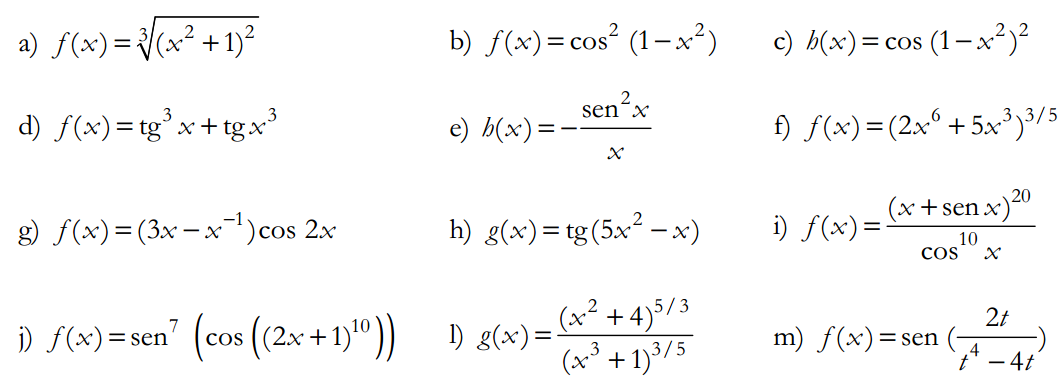 a) f(x) = ∛(x² + 1)² b) f(x) = cos² (1 − x²) c) h(x) = cos (1 − x²)²
d) f(x) = tg³ x + tg x³ e) h(x) = − sen² x / x f) f(x) = (2x⁶ + 5x³)^3/5
g) f(x) = (3x − x⁻¹) cos 2x h) g(x) = tg (5x² − x) i) f(x) = (x + sen x)²⁰ / cos¹⁰ x
j) f(x) = sen⁷ (cos ((2x + 1)¹⁰)) l) g(x) = (x² + 4)^5/3 / (x³ + 1)^3/5 m) f(x) = sen (2t / t⁴ − 4t)